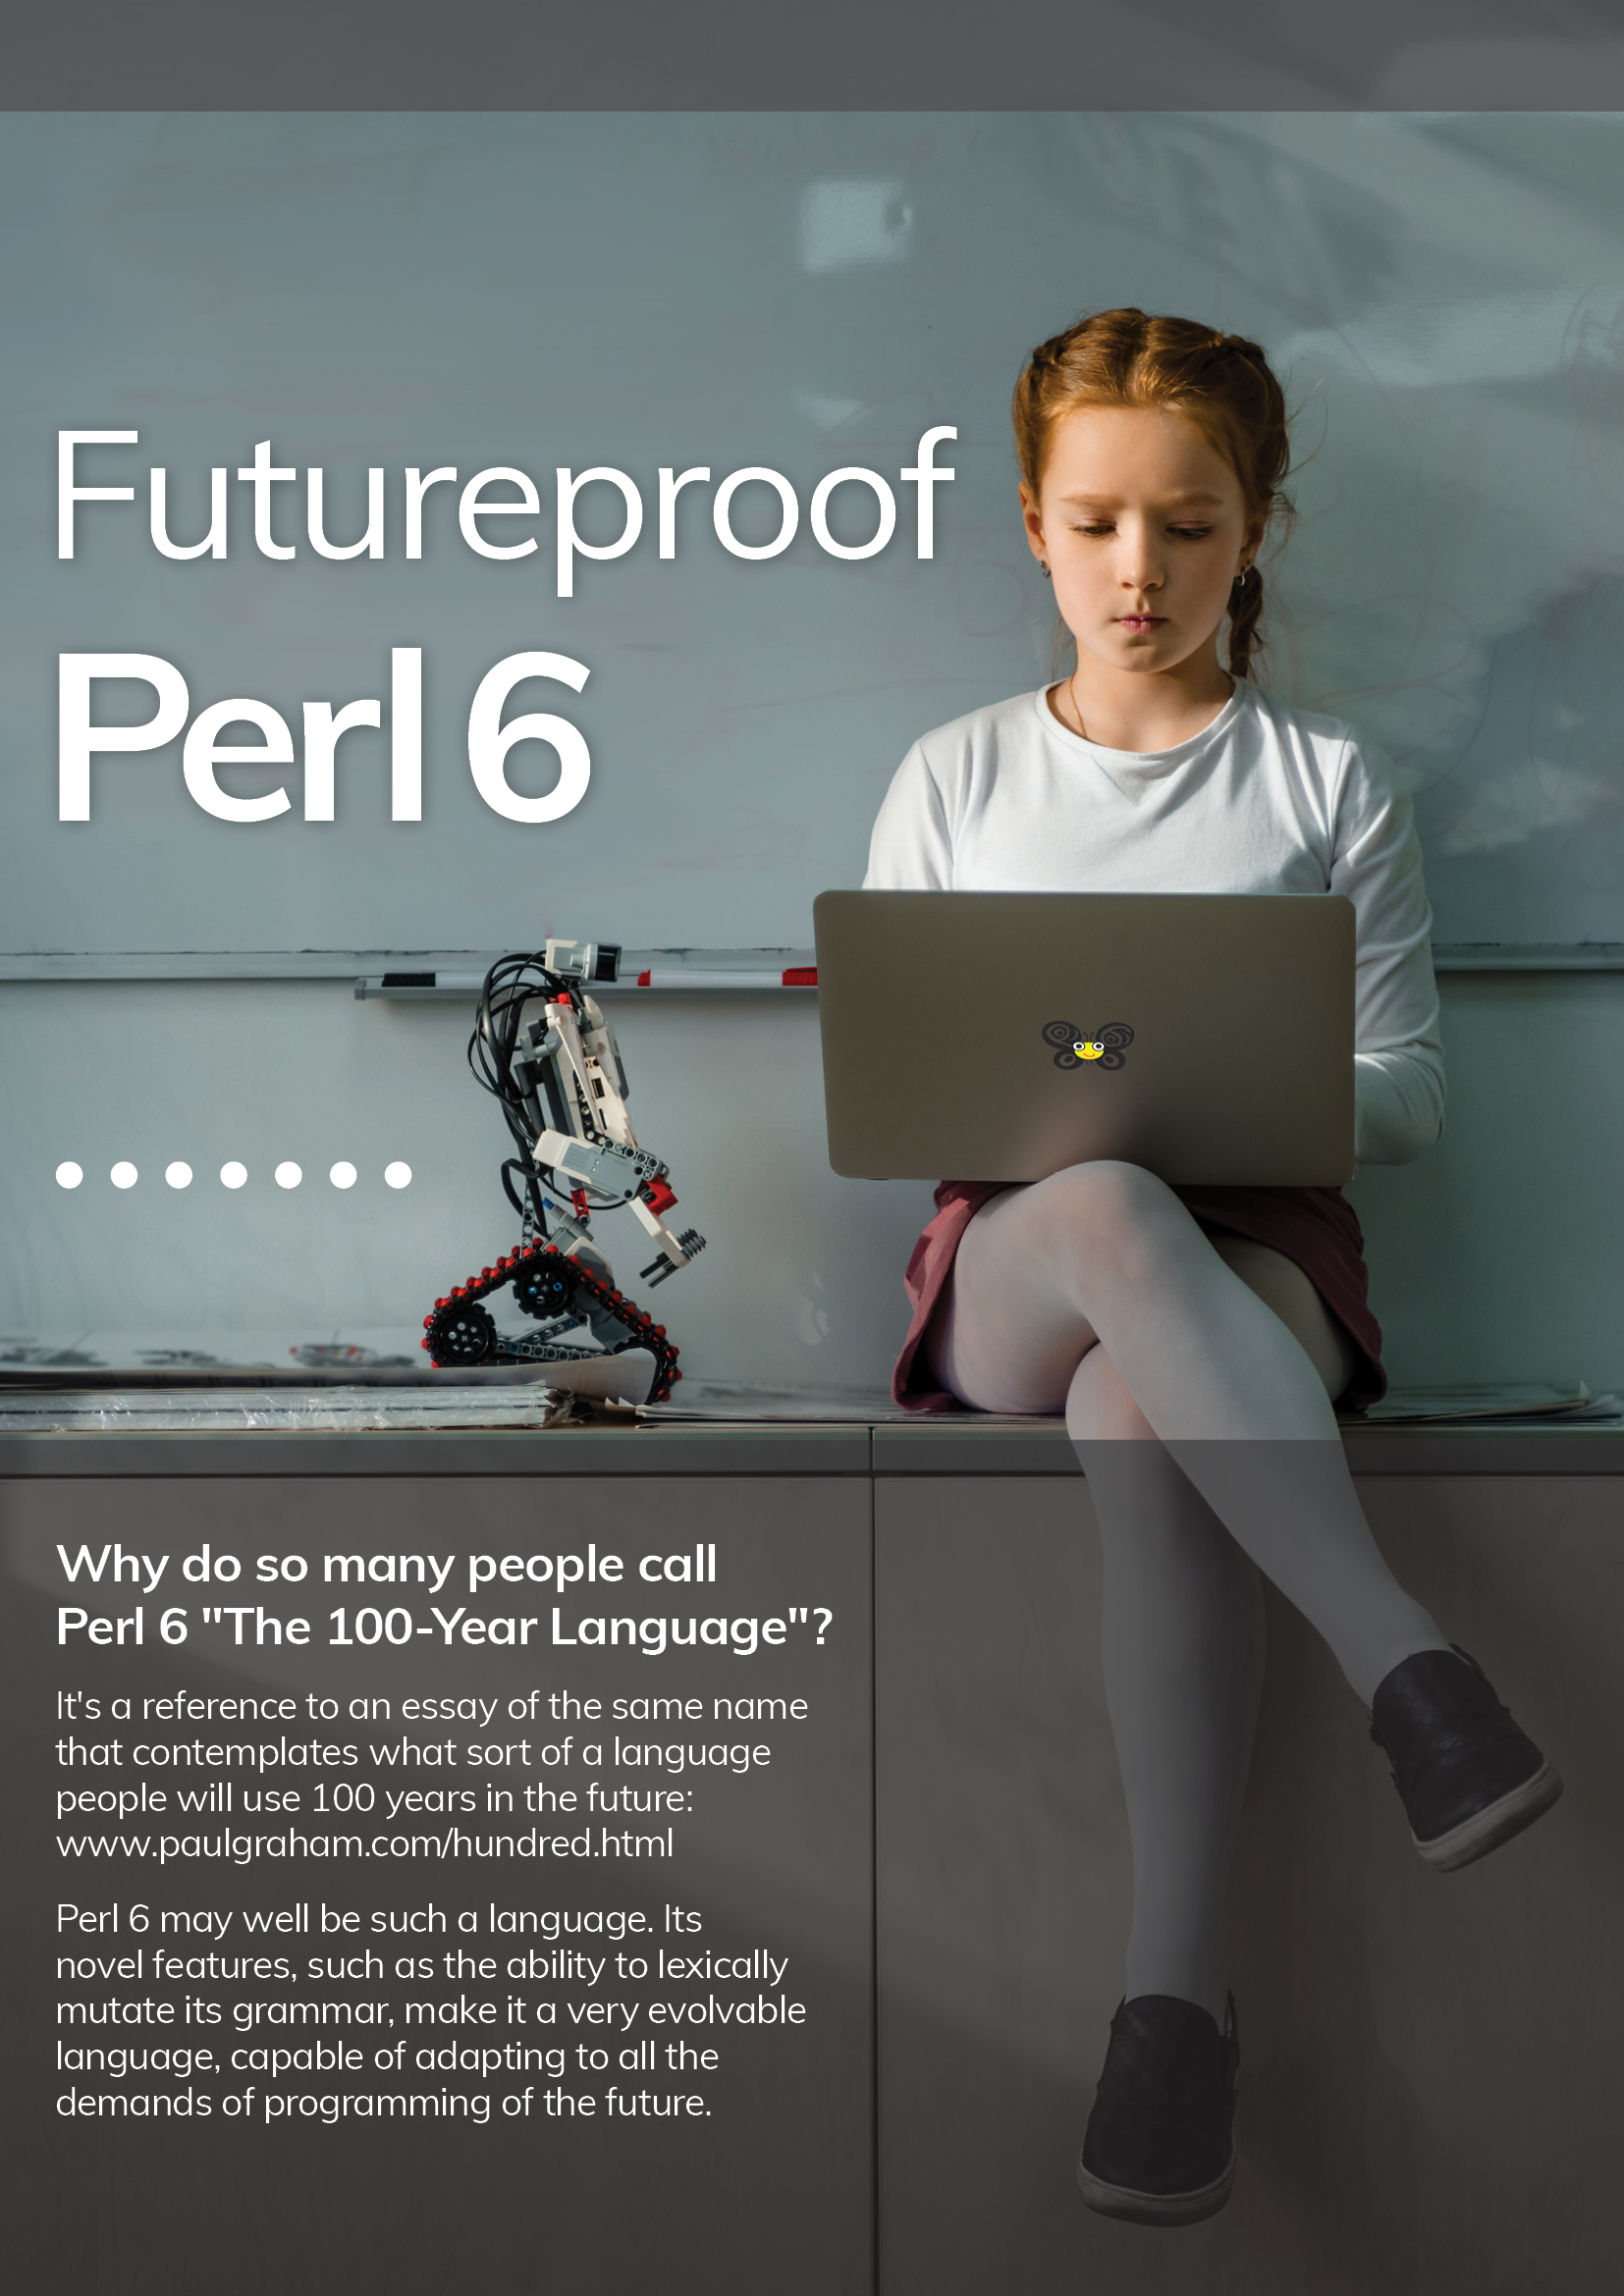 Futureproof
Perl 6
Why do so many people call
Perl 6 "The 100-Year Language"?
It's a reference to an essay of the same name
that contemplates what sort of a language
people will use 100 years in the future:
www.paulgraham.com/hundred.html
Perl 6 may well be such a language. Its
novel features, such as the ability to lexically
mutate its grammar, make it a very evolvable
language, capable of adapting to all the
demands of programming of the future.